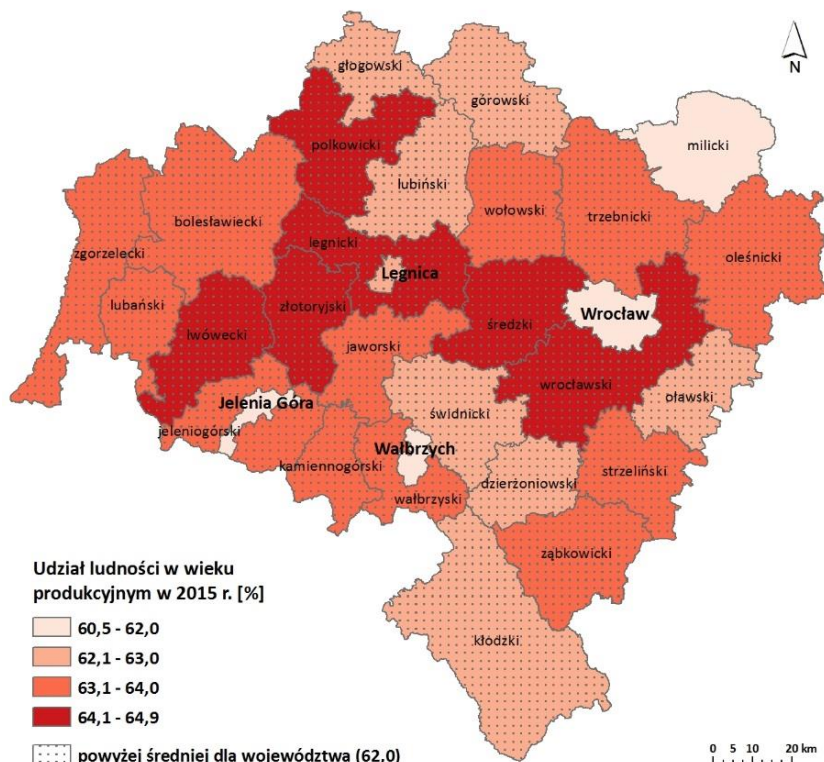 N
głogowski
górowski
milicki
polkowicki
lubiński
wołowski
trzebnicki
bolesławiecki
legnicki
oleśnicki
zgorzelecki
Legnica
lubański
złotoryjski
Wrocław
lwówecki
średzki
jaworski
wrocławski
oławski
Jelenia Góra
świdnicki
jeleniogórski
Wałbrzych
kamiennogórski
strzeliński
dzierżoniowski
wałbrzyski
ząbkowicki
kłodzki
Udział ludności w wieku
produkcyjnym w 2015 r. [%]
60,5 - 62,0
62,1 - 63,0
63,1 - 64,0
64,1 - 64,9
powyżej średniej dla województwa (62,0)
0 5 10 20 km